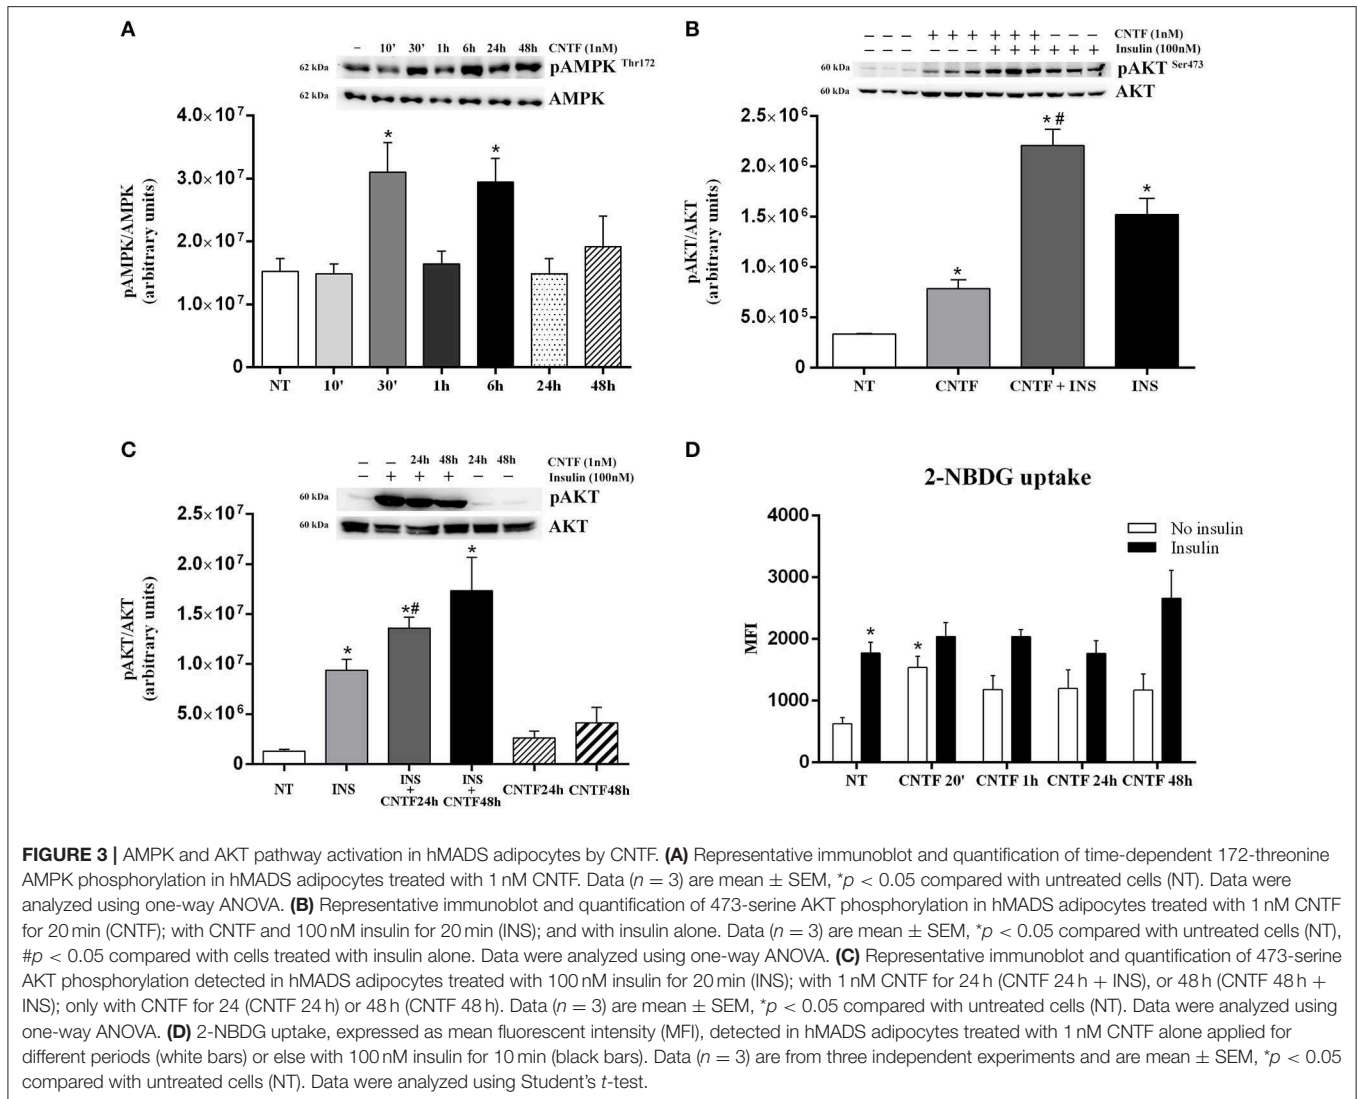 A
– 10' 30' 1h 6h 24h 48h CNTF (1nM)
62 kDa pAMPK Thr172
62 kDa AMPK
4.0×10⁷
3.0×10⁷
2.0×10⁷
1.0×10⁷
0
pAMPK/AMPK
(arbitrary units)
NT 10' 30' 1h 6h 24h 48h
* *
B
– – – + + + + + + – – – CNTF (1nM)
– – – – – – + + + + + + Insulin (100nM)
60 kDa pAKT Ser473
60 kDa AKT
2.5×10⁶
2.0×10⁶
1.5×10⁶
1.0×10⁶
5.0×10⁵
0
pAKT/AKT
(arbitrary units)
* *# *
NT CNTF CNTF + INS INS
C
– – 24h 48h 24h 48h CNTF (1nM)
– + + + – – Insulin (100nM)
60 kDa pAKT
60 kDa AKT
2.5×10⁷
2.0×10⁷
1.5×10⁷
1.0×10⁷
5.0×10⁶
0
pAKT/AKT
(arbitrary units)
* *# *
NT INS INS + CNTF24h INS + CNTF48h CNTF24h CNTF48h
D
2-NBDG uptake
No insulin
Insulin
4000
3000
2000
1000
0
MFI
* *
NT CNTF 20' CNTF 1h CNTF 24h CNTF 48h
FIGURE 3 | AMPK and AKT pathway activation in hMADS adipocytes by CNTF. (A) Representative immunoblot and quantification of time-dependent 172-threonine
AMPK phosphorylation in hMADS adipocytes treated with 1 nM CNTF. Data (n = 3) are mean ± SEM, *p < 0.05 compared with untreated cells (NT). Data were
analyzed using one-way ANOVA. (B) Representative immunoblot and quantification of 473-serine AKT phosphorylation in hMADS adipocytes treated with 1 nM CNTF
for 20 min (CNTF); with CNTF and 100 nM insulin for 20 min (INS); and with insulin alone. Data (n = 3) are mean ± SEM, *p < 0.05 compared with untreated cells (NT),
#p < 0.05 compared with cells treated with insulin alone. Data were analyzed using one-way ANOVA. (C) Representative immunoblot and quantification of 473-serine
AKT phosphorylation detected in hMADS adipocytes treated with 100 nM insulin for 20 min (INS); with 1 nM CNTF for 24 h (CNTF 24 h + INS), or 48 h (CNTF 48 h +
INS); only with CNTF for 24 (CNTF 24 h) or 48 h (CNTF 48 h). Data (n = 3) are mean ± SEM, *p < 0.05 compared with untreated cells (NT). Data were analyzed using
one-way ANOVA. (D) 2-NBDG uptake, expressed as mean fluorescent intensity (MFI), detected in hMADS adipocytes treated with 1 nM CNTF alone applied for
different periods (white bars) or else with 100 nM insulin for 10 min (black bars). Data (n = 3) are from three independent experiments and are mean ± SEM, *p < 0.05
compared with untreated cells (NT). Data were analyzed using Student's t-test.